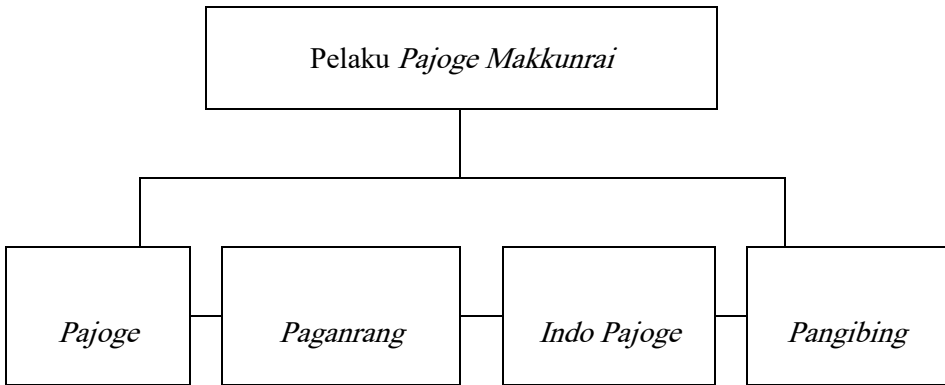 Pelaku Pajoge Makkunrai
Pajoge
Paganrang
Indo Pajoge
Pangibing